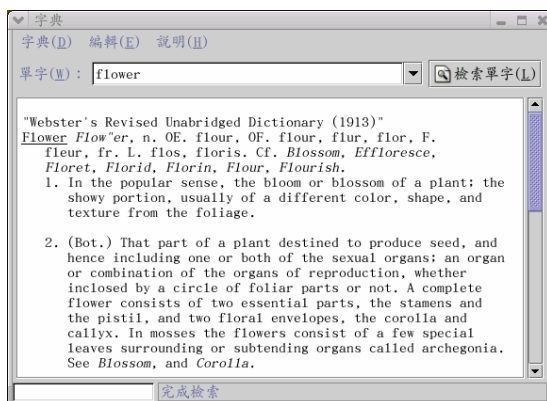 字典
字典(D) 編輯(E) 說明(H)
單字(W): flower 檢索單字(L)
"Webster's Revised Unabridged Dictionary (1913)"
Flower Flow"er, n. OE. flour, OF. flour, flur, flor, F.
fleur, fr. L. flos, floris. Cf. Blossom, Effloresce,
Floret, Florid, Florin, Flour, Flourish.
1. In the popular sense, the bloom or blossom of a plant; the
showy portion, usually of a different color, shape, and
texture from the foliage.
2. (Bot.) That part of a plant destined to produce seed, and
hence including one or both of the sexual organs; an organ
or combination of the organs of reproduction, whether
inclosed by a circle of foliar parts or not. A complete
flower consists of two essential parts, the stamens and
the pistil, and two floral envelopes, the corolla and
callyx. In mosses the flowers consist of a few special
leaves surrounding or subtending organs called archegonia.
See Blossom, and Corolla.
完成檢索